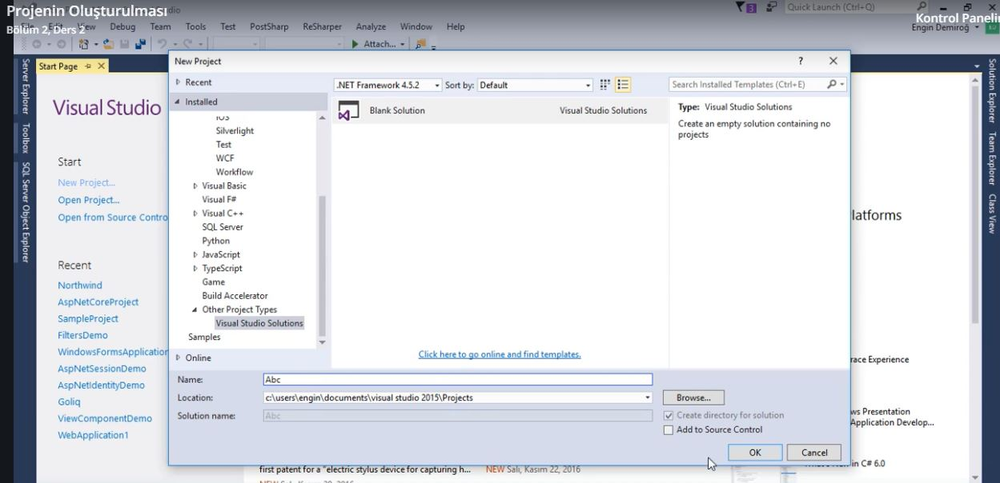 Projenin Oluşturulması
Bölüm 2, Ders 2
Kontrol Panelin
Quick Launch (Ctrl+Q)
3
View Debug Team Tools Test PostSharp ReSharper Analyze Window Help
Engin Demiroğ
ED
Attach...
Start Page
Server Explorer
Toolbox
SQL Server Object Explorer
Solution Explorer
Team Explorer
Class View
Visual Studio
Start
New Project...
Open Project...
Open from Source Contro
Recent
Northwind
AspNetCoreProject
SampleProject
FiltersDemo
WindowsFormsApplication
AspNetSessionDemo
AspNetIdentityDemo
Goliq
ViewComponentDemo
WebApplication1
New Project
?
Recent
Installed
iOS
Silverlight
Test
WCF
Workflow
Visual Basic
Visual F#
Visual C++
SQL Server
Python
JavaScript
TypeScript
Game
Build Accelerator
Other Project Types
Visual Studio Solutions
Samples
Online
.NET Framework 4.5.2 Sort by: Default
Search Installed Templates (Ctrl+E)
Blank Solution Visual Studio Solutions
Type: Visual Studio Solutions
Create an empty solution containing no
projects
Click here to go online and find templates.
Name: Abc
Location: c:\users\engin\documents\visual studio 2015\Projects
Browse...
Solution name: Abc
Create directory for solution
Add to Source Control
OK Cancel
latforms
race Experience
ws Presentation
Application Develop...
What's New in C# 6.0
first patent for a "electric stylus device for capturing h...
NEW Salı, Kasım 22, 2016